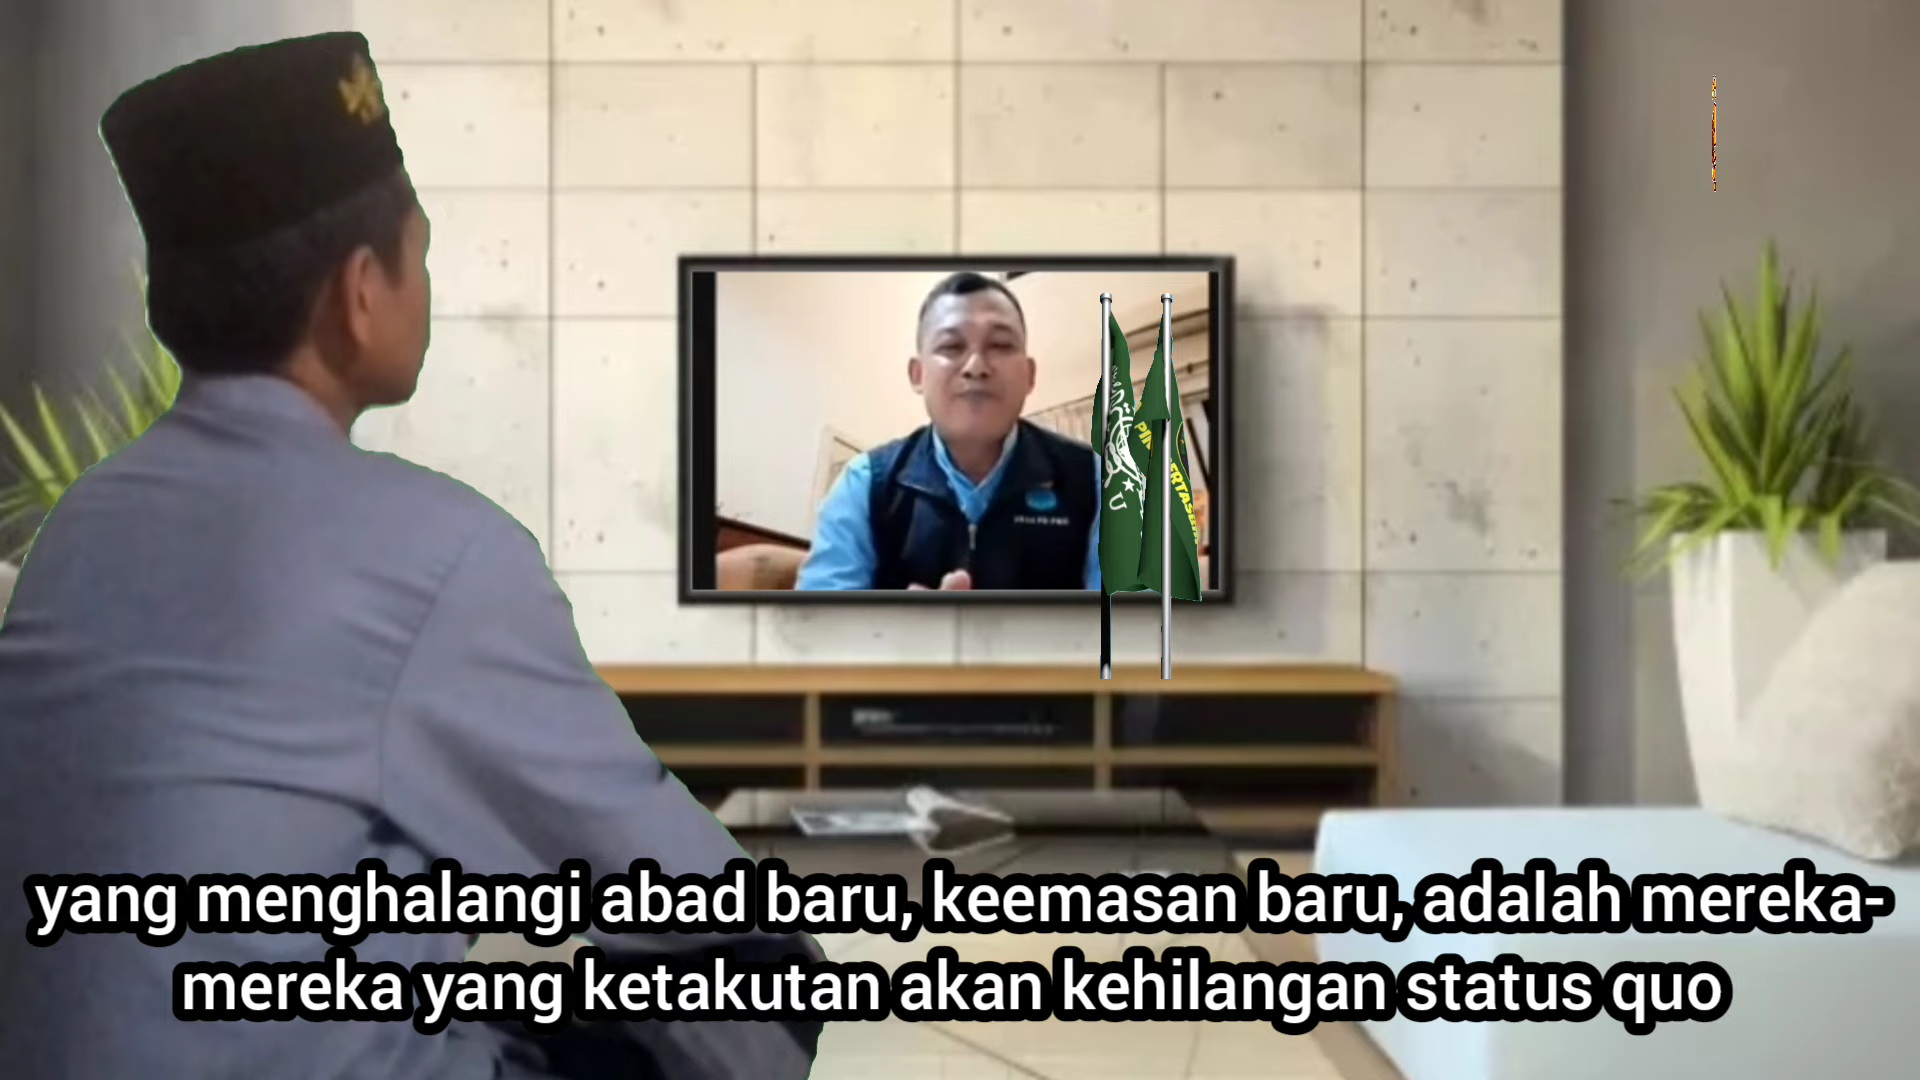 U
yang menghalangi abad baru, keemasan baru, adalah mereka-
mereka yang ketakutan akan kehilangan status quo